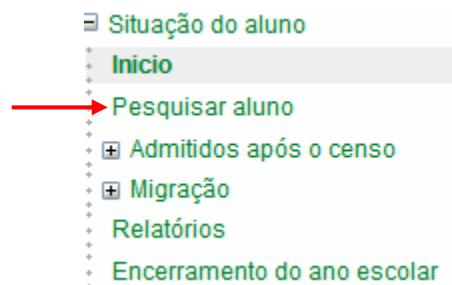 Situação do aluno
Inicio
Pesquisar aluno
Admitidos após o censo
Migração
Relatórios
Encerramento do ano escolar